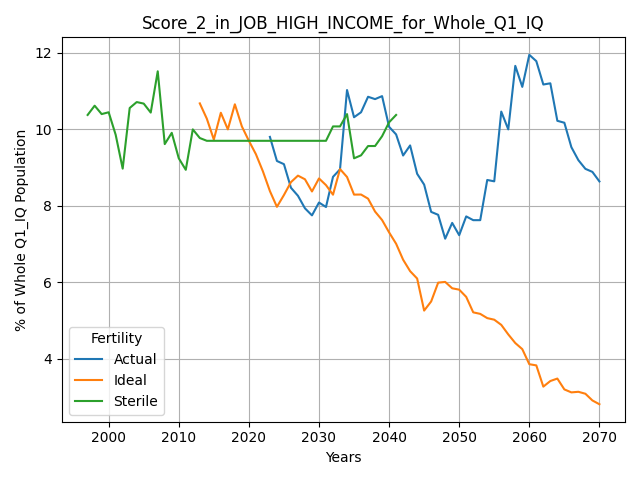 Score_2_in_JOB_HIGH_INCOME_for_Whole_Q1_IQ
% of Whole Q1_IQ Population
12
10
8
6
4
Fertility
Actual
Ideal
Sterile
2000 2010 2020 2030 2040 2050 2060 2070
Years